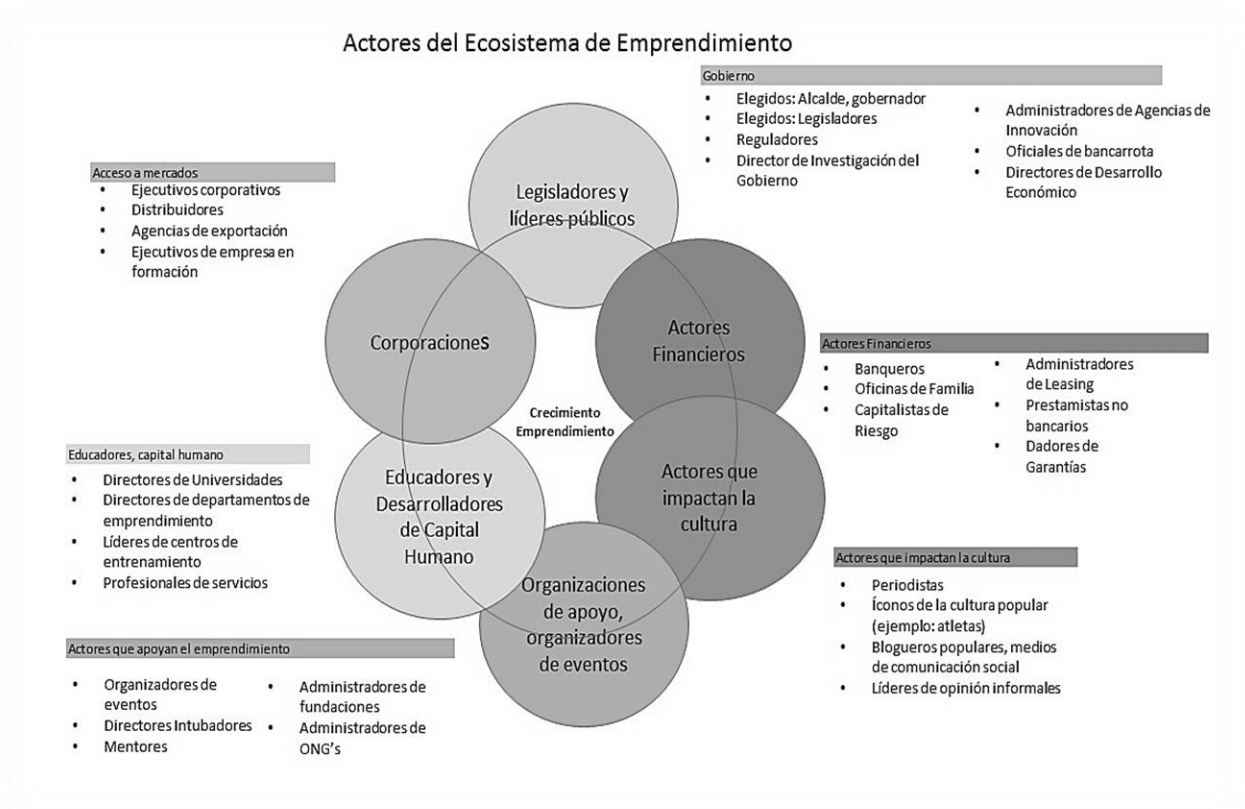 Actores del Ecosistema de Emprendimiento
Gobierno
• Elegidos: Alcalde, gobernador
• Elegidos: Legisladores
• Reguladores
• Director de Investigación del
Gobierno
• Administradores de Agencias de
Innovación
• Oficiales de bancarrota
• Directores de Desarrollo
Económico
Acceso a mercados
• Ejecutivos corporativos
• Distribuidores
• Agencias de exportación
• Ejecutivos de empresa en
formación
Legisladores y
líderes públicos
Corporaciones
Actores
Financieros
Crecimiento
Emprendimiento
Educadores y
Desarrolladores
de Capital
Humano
Actores que
impactan la
cultura
Organizaciones
de apoyo,
organizadores
de eventos
Actores Financieros
• Banqueros
• Oficinas de Familia
• Capitalistas de
Riesgo
• Administradores
de Leasing
• Prestamistas no
bancarios
• Dadores de
Garantías
Educadores, capital humano
• Directores de Universidades
• Directores de departamentos de
emprendimiento
• Líderes de centros de
entrenamiento
• Profesionales de servicios
Actores que impactan la cultura
• Periodistas
• Íconos de la cultura popular
(ejemplo: atletas)
• Blogueros populares, medios
de comunicación social
• Líderes de opinión informales
Actores que apoyan el emprendimiento
• Organizadores de
eventos
• Directores Intubadores
• Mentores
• Administradores de
fundaciones
• Administradores de
ONG's